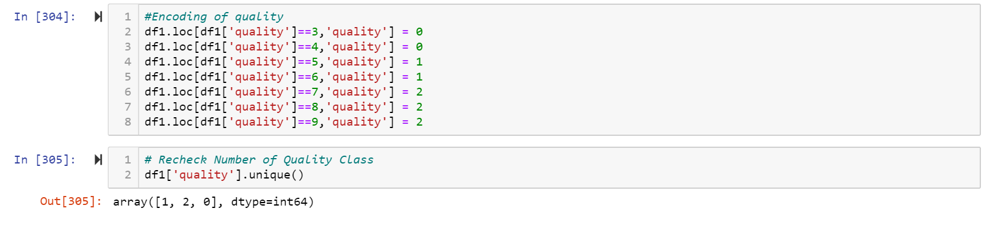 In [304]:
1 #Encoding of quality
2 df1.loc[df1['quality']==3,'quality'] = 0
3 df1.loc[df1['quality']==4,'quality'] = 0
4 df1.loc[df1['quality']==5,'quality'] = 1
5 df1.loc[df1['quality']==6,'quality'] = 1
6 df1.loc[df1['quality']==7,'quality'] = 2
7 df1.loc[df1['quality']==8,'quality'] = 2
8 df1.loc[df1['quality']==9,'quality'] = 2
In [305]:
1 # Recheck Number of Quality Class
2 df1['quality'].unique()
Out[305]: array([1, 2, 0], dtype=int64)